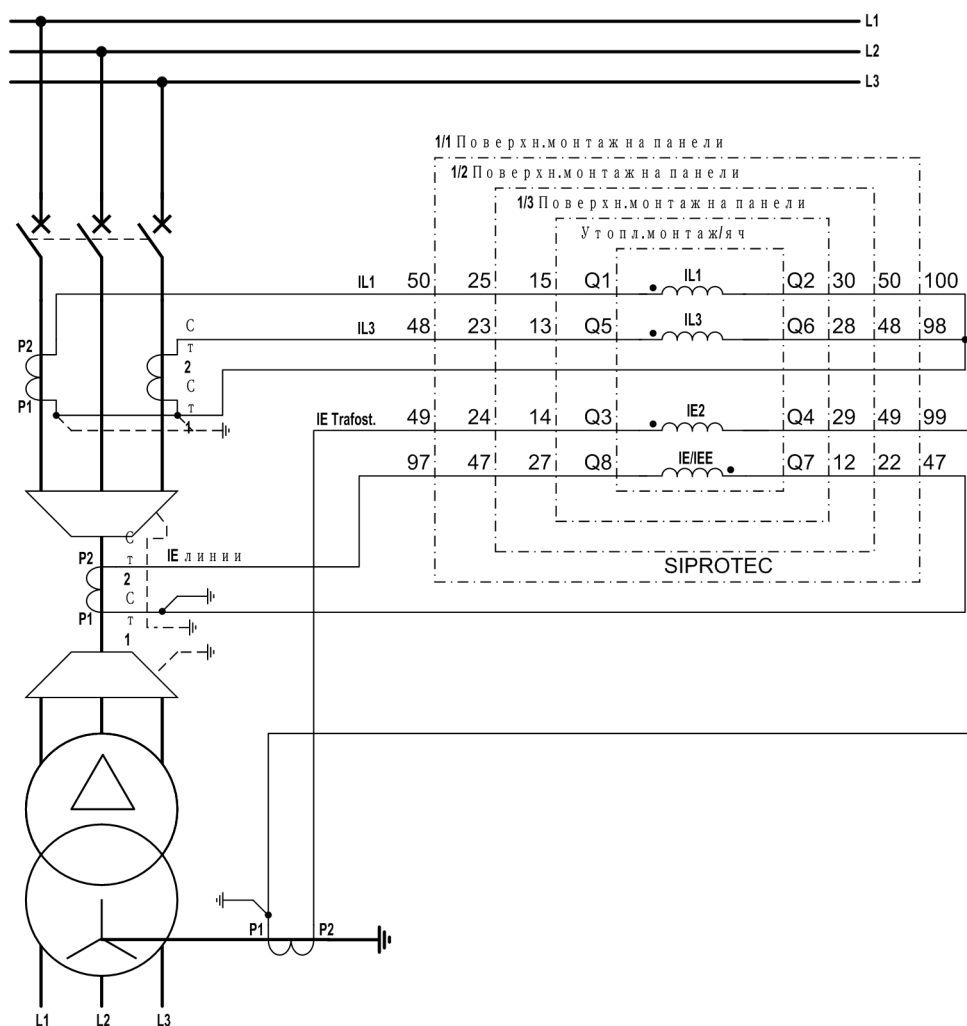 L1
L2
L3
1/1 Поверхн.монтаж на панели
1/2 Поверхн.монтаж на панели
1/3 Поверхн.монтаж на панели
Утопл.монтаж/яч
IL1 50 25 15 Q1 IL1 Q2 30 50 100
IL3 48 23 13 Q5 IL3 Q6 28 48 98
P2
P1
Ст2
Ст1
IE Trafost. 49 24 14 Q3 IE2 Q4 29 49 99
97 47 27 Q8 IE/IEE Q7 12 22 47
IE линии
P2
P1
Ст2
Ст1
SIPROTEC
P1 P2
L1 L2 L3